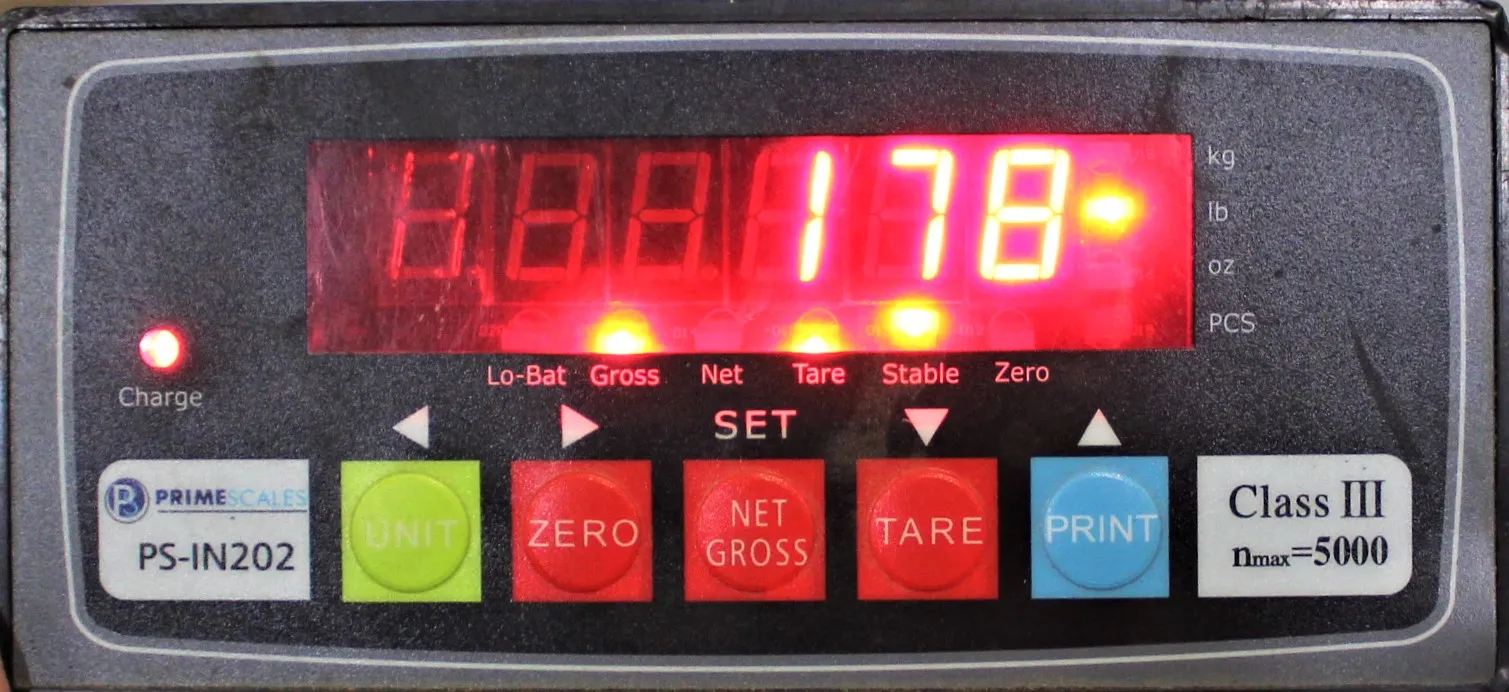 178
kg
lb
oz
PCS
Charge
Lo-Bat Gross Net Tare Stable Zero
SET
PRIMESCALES
PS-IN202
UNIT
ZERO
NET
GROSS
TARE
PRINT
Class III
nmax=5000